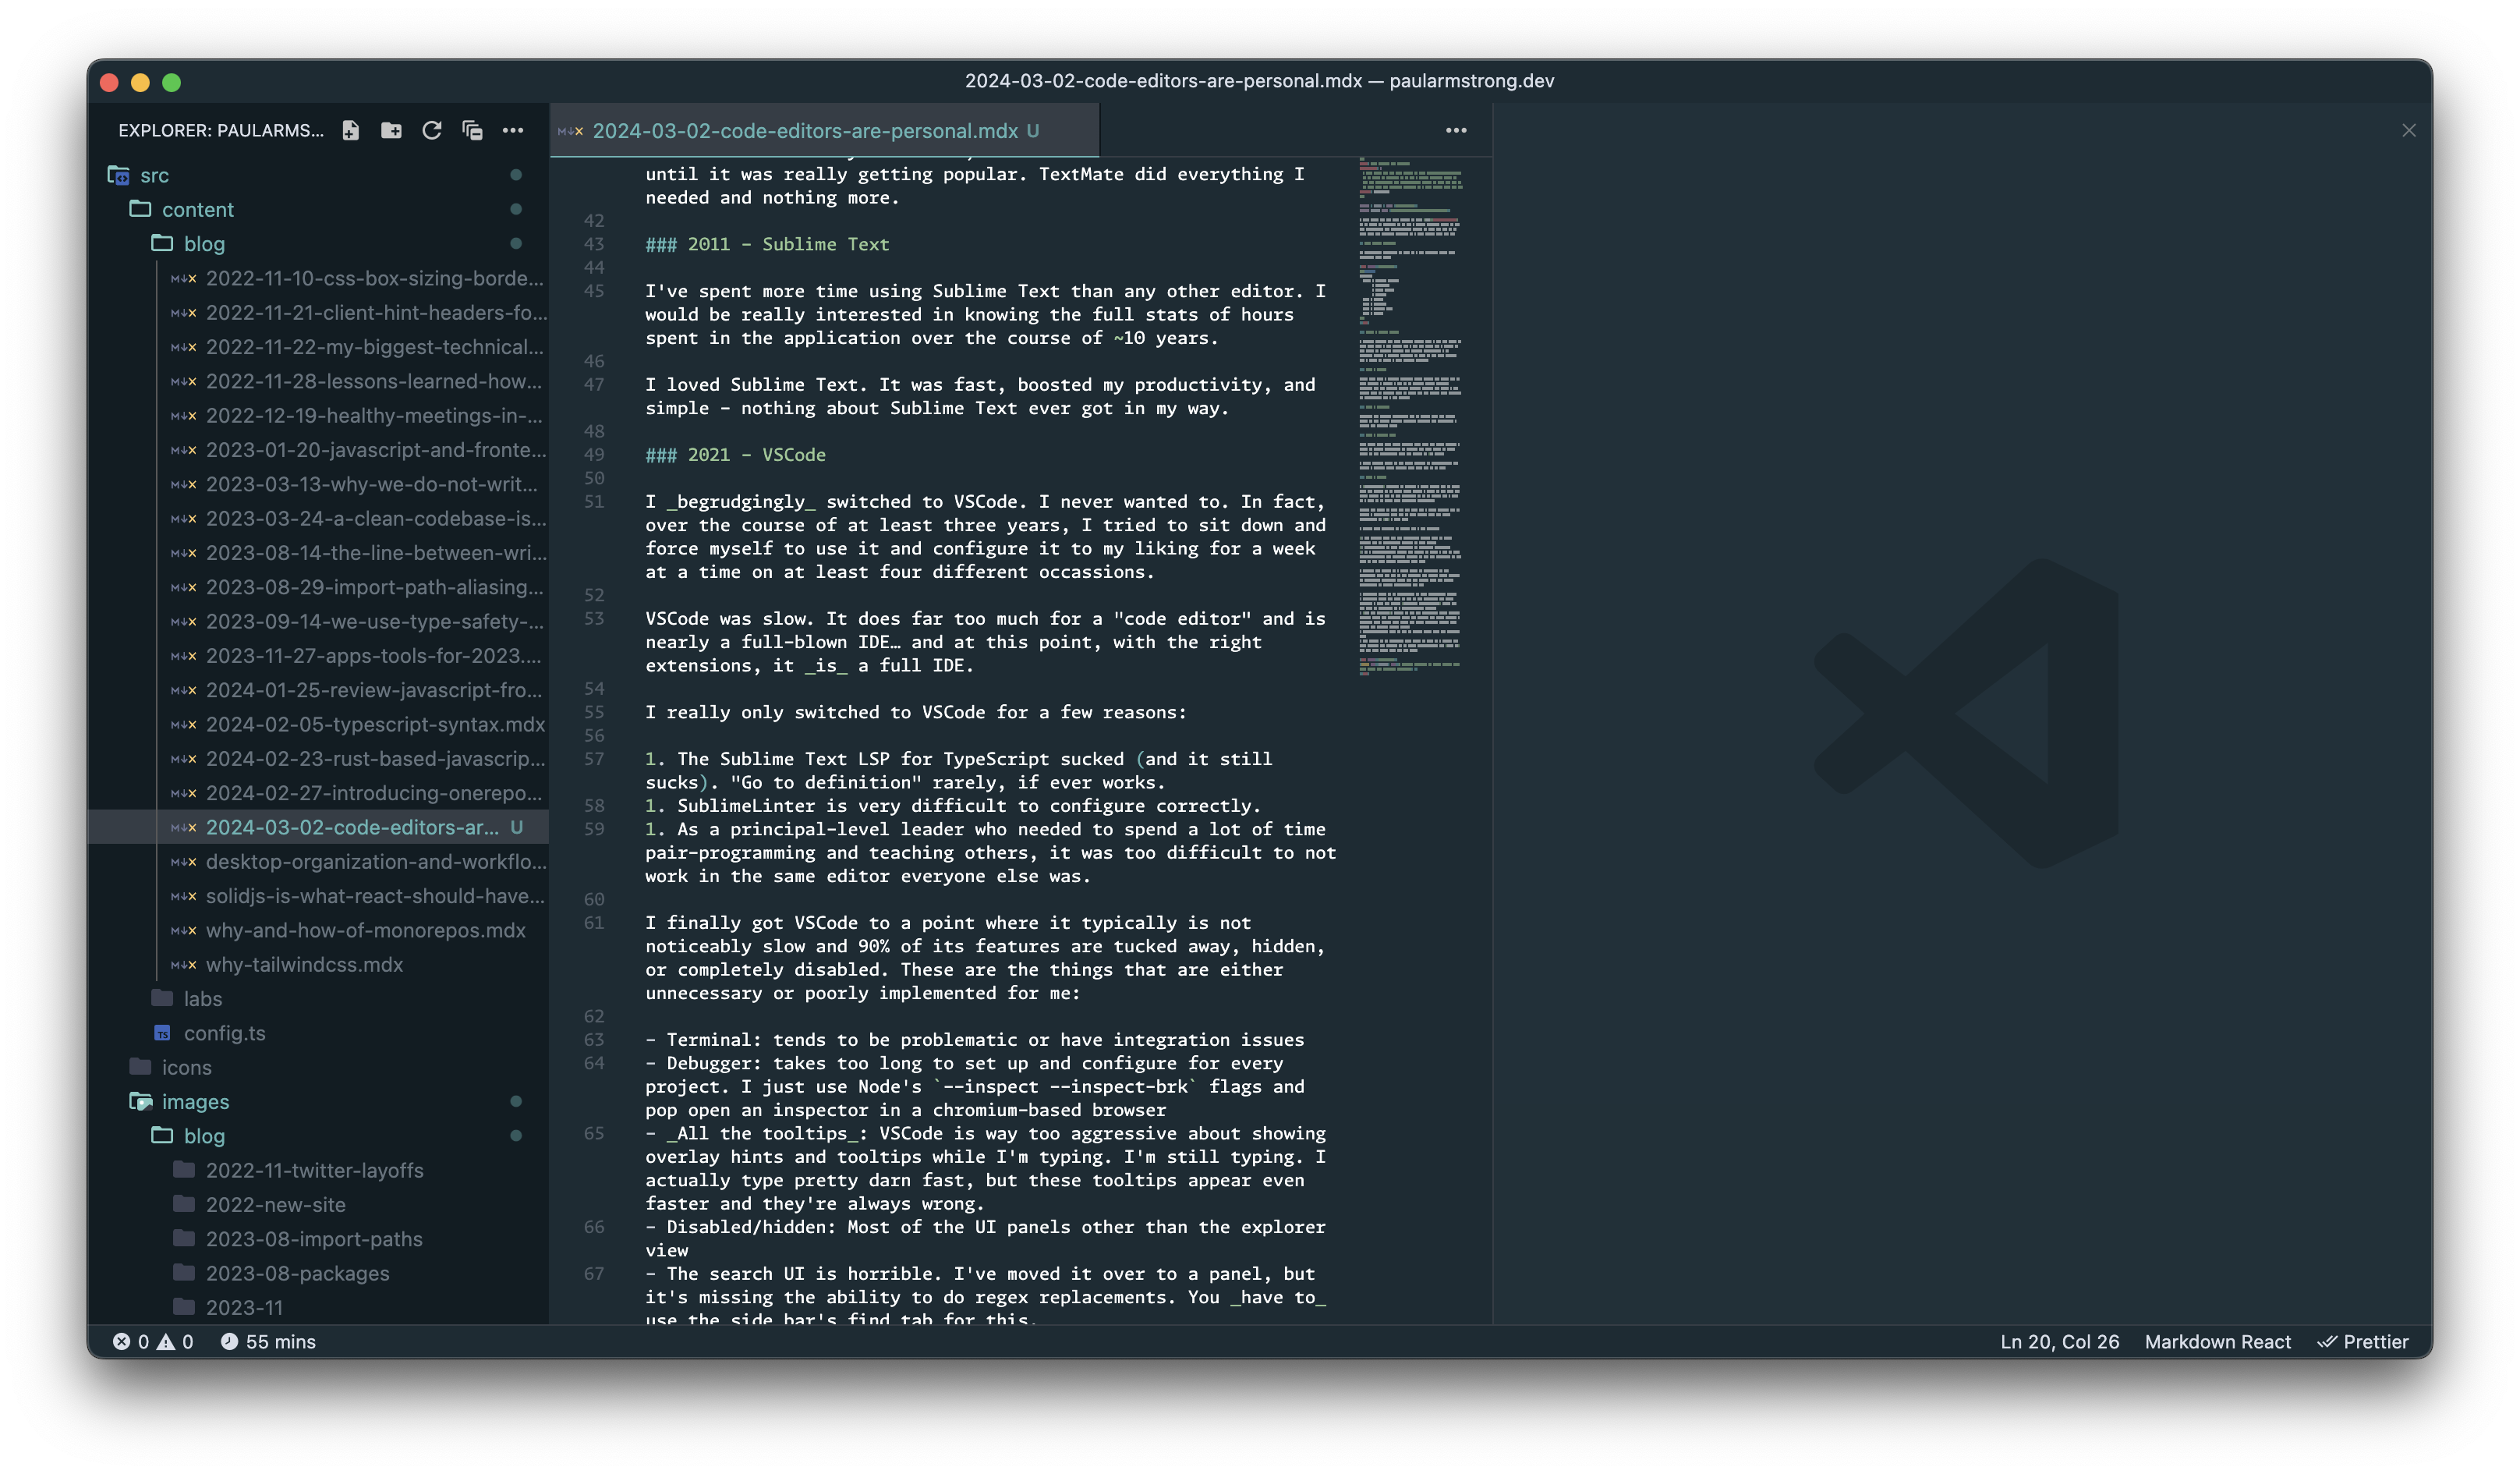 2024-03-02-code-editors-are-personal.mdx — paularmstrong.dev
EXPLORER: PAULARMS...
src
content
blog
2022-11-10-css-box-sizing-borde...
2022-11-21-client-hint-headers-fo...
2022-11-22-my-biggest-technical...
2022-11-28-lessons-learned-how...
2022-12-19-healthy-meetings-in-...
2023-01-20-javascript-and-fronte...
2023-03-13-why-we-do-not-writ...
2023-03-24-a-clean-codebase-is...
2023-08-14-the-line-between-wri...
2023-08-29-import-path-aliasing...
2023-09-14-we-use-type-safety-...
2023-11-27-apps-tools-for-2023....
2024-01-25-review-javascript-fro...
2024-02-05-typescript-syntax.mdx
2024-02-23-rust-based-javascrip...
2024-02-27-introducing-onerepo...
2024-03-02-code-editors-ar... U
desktop-organization-and-workflo...
solidjs-is-what-react-should-have...
why-and-how-of-monorepos.mdx
why-tailwindcss.mdx
labs
TS config.ts
icons
images
blog
2022-11-twitter-layoffs
2022-new-site
2023-08-import-paths
2023-08-packages
2023-11
2024-03-02-code-editors-are-personal.mdx U
until it was really getting popular. TextMate did everything I
needed and nothing more.
42
43 ### 2011 - Sublime Text
44
45 I've spent more time using Sublime Text than any other editor. I
would be really interested in knowing the full stats of hours
spent in the application over the course of ~10 years.
46
47 I loved Sublime Text. It was fast, boosted my productivity, and
simple - nothing about Sublime Text ever got in my way.
48
49 ### 2021 - VSCode
50
51 I _begrudgingly_ switched to VSCode. I never wanted to. In fact,
over the course of at least three years, I tried to sit down and
force myself to use it and configure it to my liking for a week
at a time on at least four different occassions.
52
53 VSCode was slow. It does far too much for a "code editor" and is
nearly a full-blown IDE… and at this point, with the right
extensions, it _is_ a full IDE.
54
55 I really only switched to VSCode for a few reasons:
56
57 1. The Sublime Text LSP for TypeScript sucked (and it still
sucks). "Go to definition" rarely, if ever works.
58 1. SublimeLinter is very difficult to configure correctly.
59 1. As a principal-level leader who needed to spend a lot of time
pair-programming and teaching others, it was too difficult to not
work in the same editor everyone else was.
60
61 I finally got VSCode to a point where it typically is not
noticeably slow and 90% of its features are tucked away, hidden,
or completely disabled. These are the things that are either
unnecessary or poorly implemented for me:
62
63 - Terminal: tends to be problematic or have integration issues
64 - Debugger: takes too long to set up and configure for every
project. I just use Node's `--inspect --inspect-brk` flags and
pop open an inspector in a chromium-based browser
65 - _All the tooltips_: VSCode is way too aggressive about showing
overlay hints and tooltips while I'm typing. I'm still typing. I
actually type pretty darn fast, but these tooltips appear even
faster and they're always wrong.
66 - Disabled/hidden: Most of the UI panels other than the explorer
view
67 - The search UI is horrible. I've moved it over to a panel, but
it's missing the ability to do regex replacements. You _have to_
use the side bar's find tab for this.
0 0 55 mins
Ln 20, Col 26 Markdown React Prettier